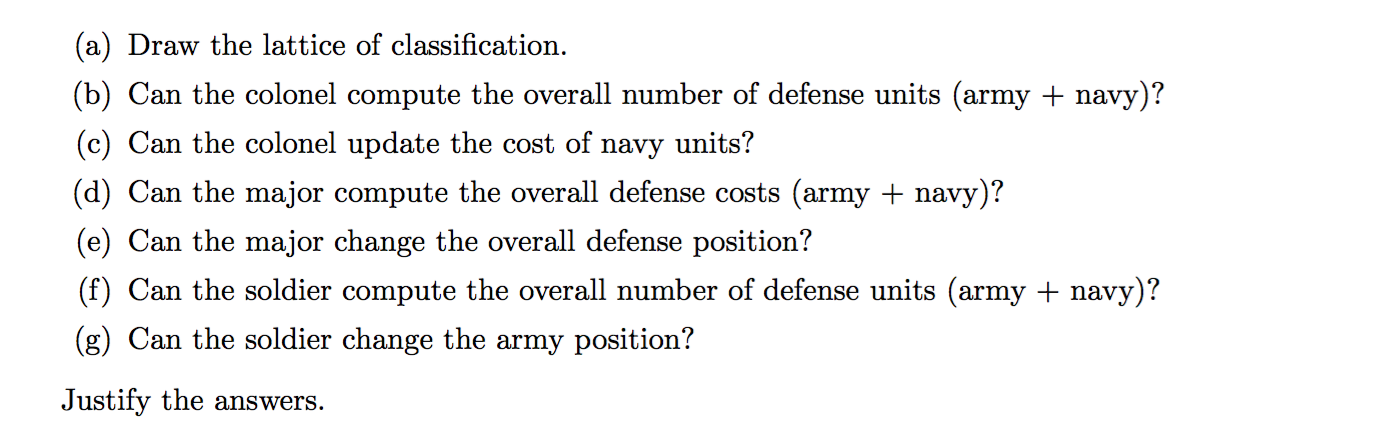 (a) Draw the lattice of classification.
(b) Can the colonel compute the overall number of defense units (army + navy)?
(c) Can the colonel update the cost of navy units?
(d) Can the major compute the overall defense costs (army + navy)?
(e) Can the major change the overall defense position?
(f) Can the soldier compute the overall number of defense units (army + navy)?
(g) Can the soldier change the army position?
Justify the answers.